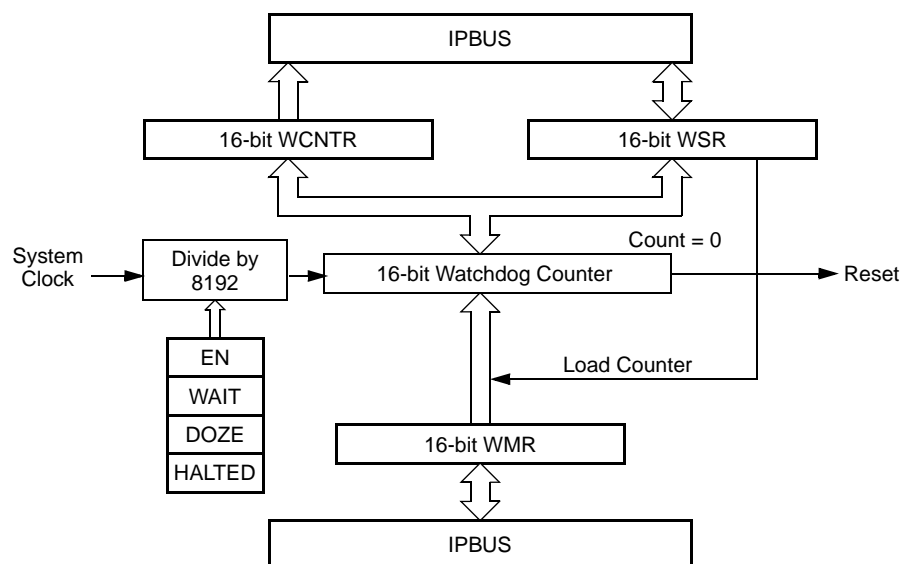 IPBUS
16-bit WCNTR
16-bit WSR
Count = 0
System
Clock
Divide by
8192
16-bit Watchdog Counter
Reset
EN
WAIT
DOZE
HALTED
Load Counter
16-bit WMR
IPBUS